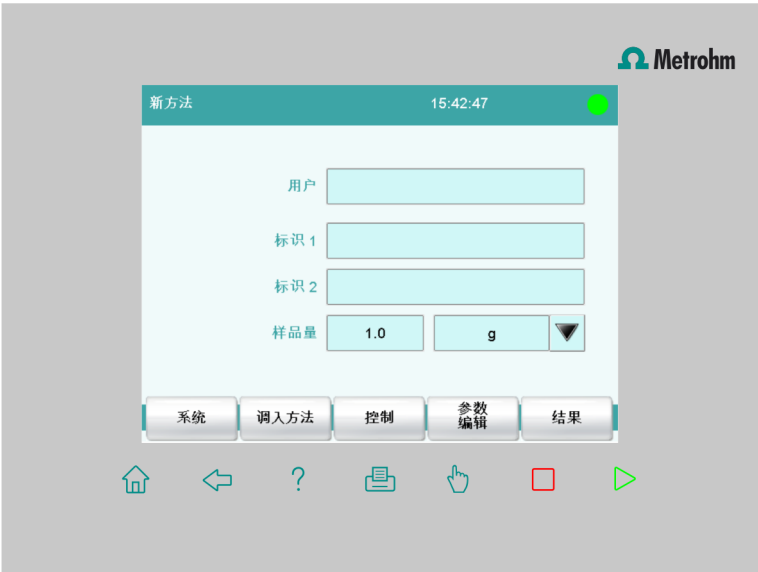 Metrohm
新方法
15:42:47
用户
标识 1
标识 2
样品量
1.0
g
系统
调入方法
控制
参数
编辑
结果
?